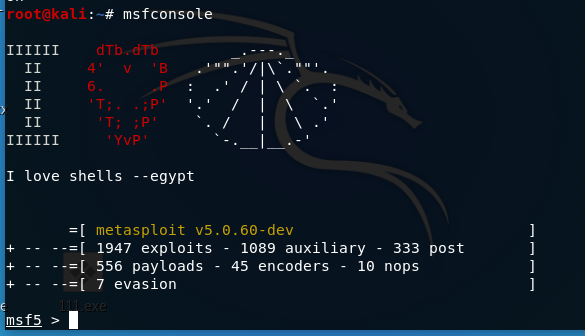 root@kali:~# msfconsole
IIIIII    dTb.dTb        _.---._
  II     4'  v  'B   .'"".'/|\`.""'.
  II     6.     .P  :  .' / | \ `.  :
  II     'T;. .;P'  '.'  /  |  \  `.'
  II      'T; ;P'    `. /   |   \ .'
IIIIII     'YvP'       `-.__|__.-'
I love shells --egypt
=[ metasploit v5.0.60-dev ]
+ -- --=[ 1947 exploits - 1089 auxiliary - 333 post ]
+ -- --=[ 556 payloads - 45 encoders - 10 nops ]
+ -- --=[ 7 evasion ]
111.exe
msf5 >